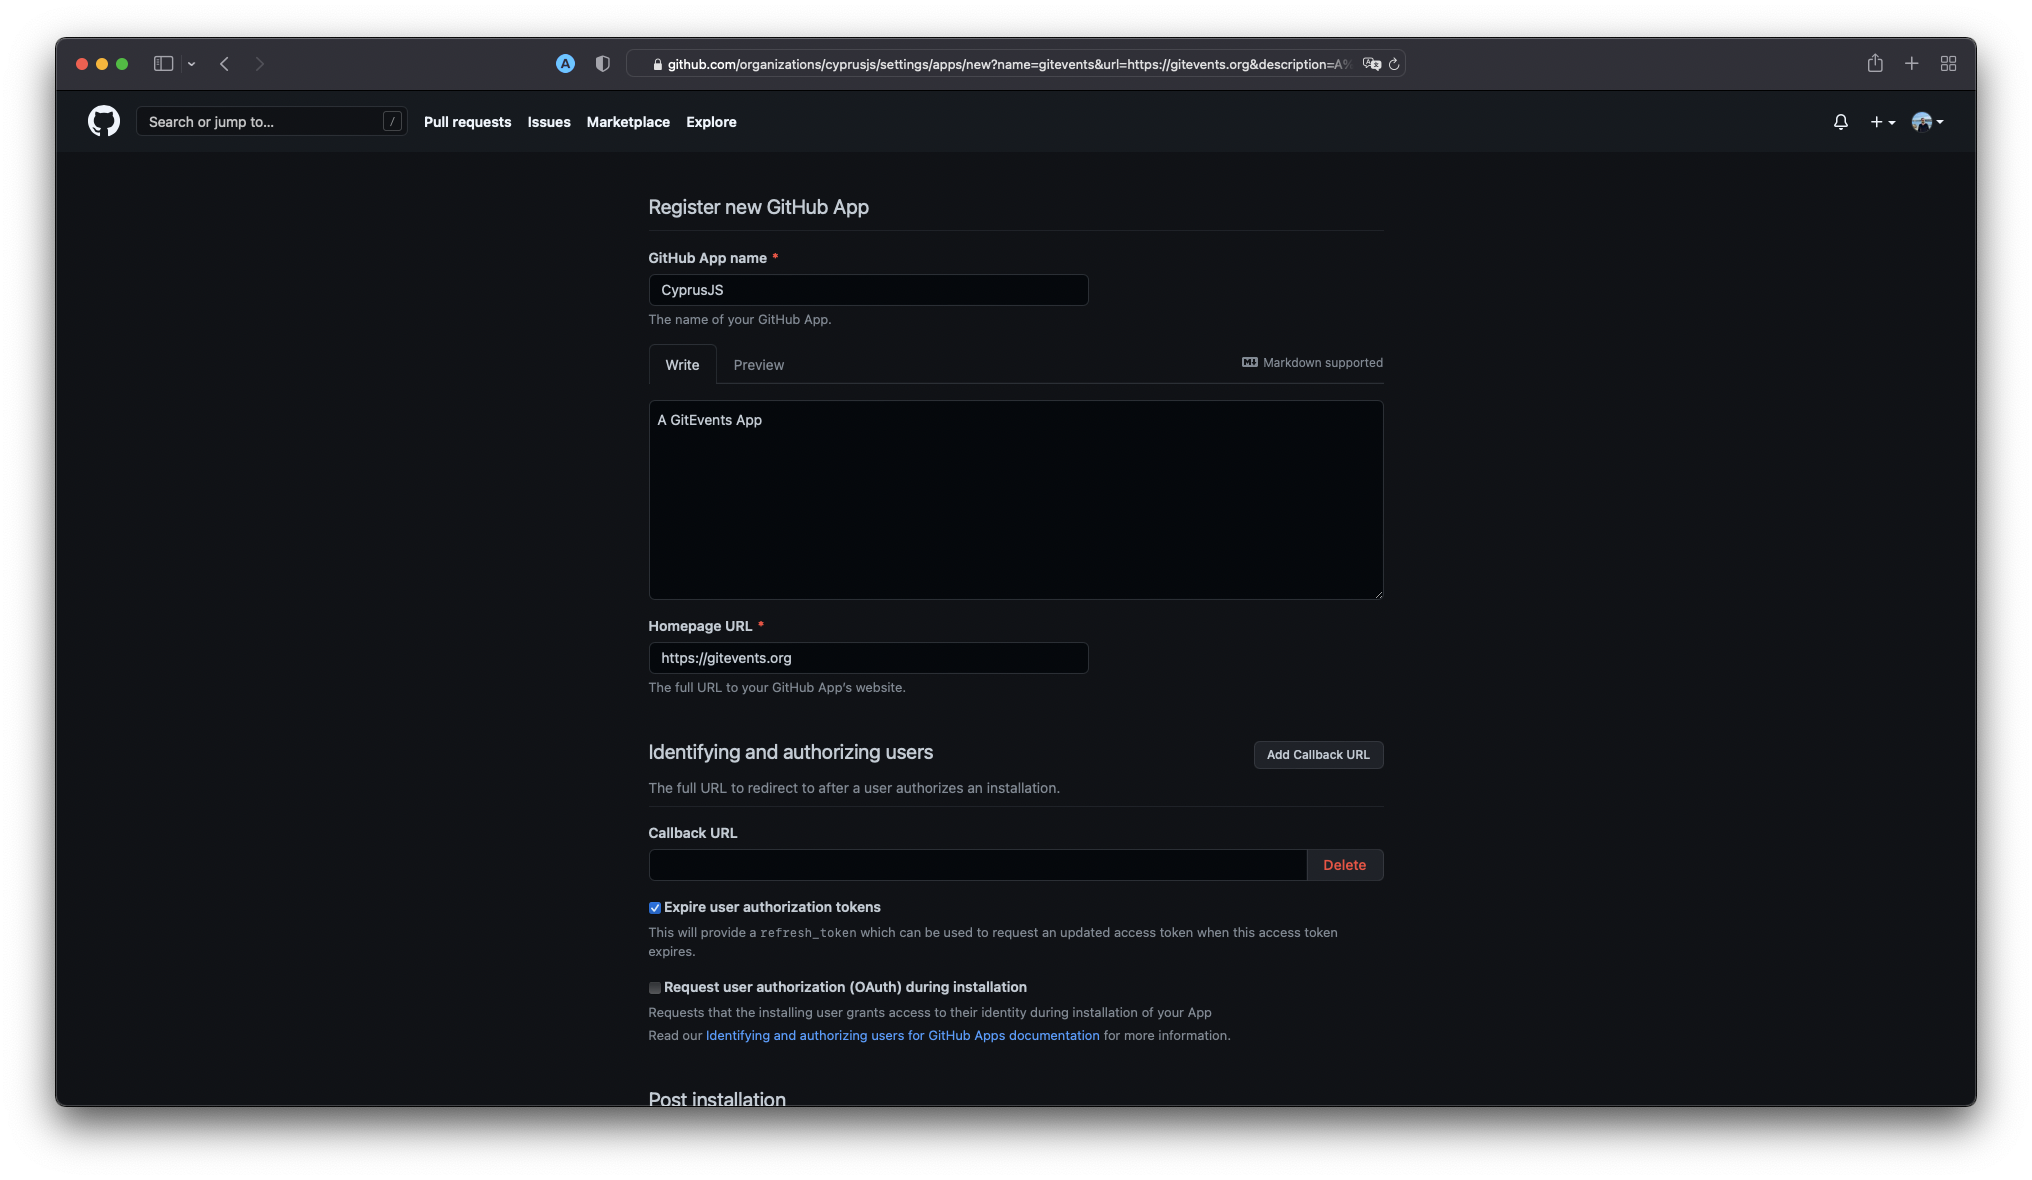 A
github.com/organizations/cyprusjs/settings/apps/new?name=gitevents&url=https://gitevents.org&description=A%
Search or jump to...
/
Pull requests
Issues
Marketplace
Explore
Register new GitHub App
GitHub App name *
CyprusJS
The name of your GitHub App.
Write
Preview
Markdown supported
A GitEvents App
Homepage URL *
https://gitevents.org
The full URL to your GitHub App's website.
Identifying and authorizing users
Add Callback URL
The full URL to redirect to after a user authorizes an installation.
Callback URL
Delete
Expire user authorization tokens
This will provide a refresh_token which can be used to request an updated access token when this access token
expires.
Request user authorization (OAuth) during installation
Requests that the installing user grants access to their identity during installation of your App
Read our Identifying and authorizing users for GitHub Apps documentation for more information.
Post installation